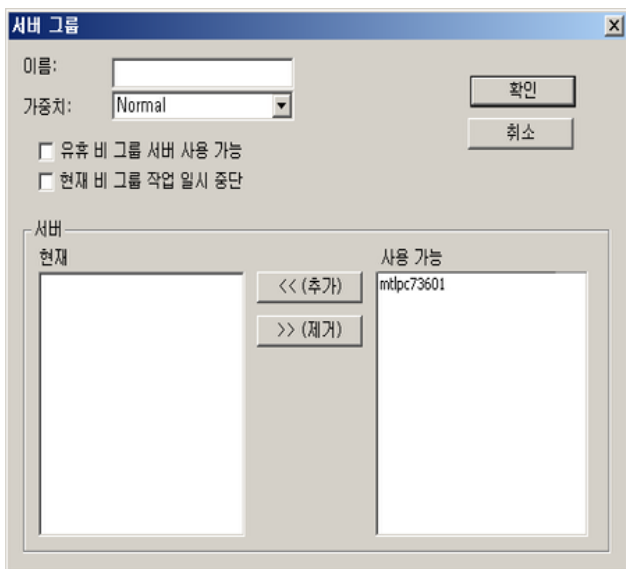 서버 그룹
이름:
확인
가중치: Normal
취소
유휴 비 그룹 서버 사용 가능
현재 비 그룹 작업 일시 중단
서버
현재
사용 가능
<< (추가)
mtlpc73601
>> (제거)